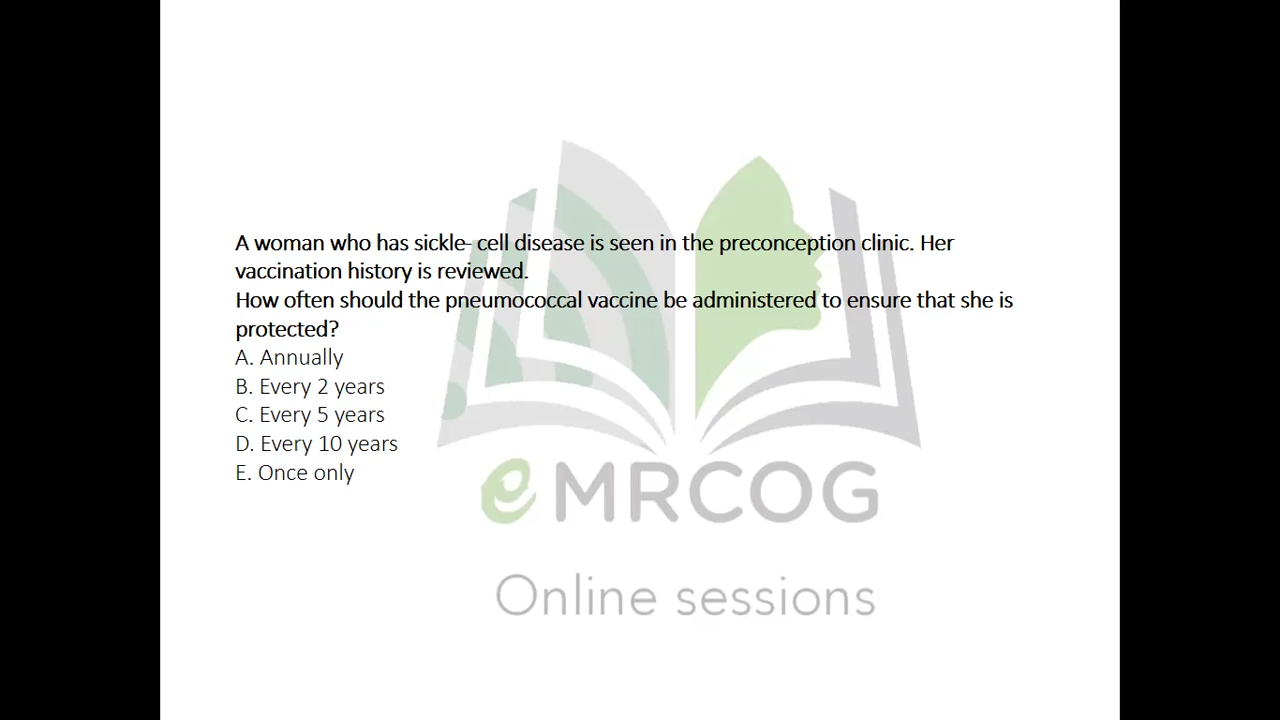 A woman who has sickle- cell disease is seen in the preconception clinic. Her
vaccination history is reviewed.
How often should the pneumococcal vaccine be administered to ensure that she is
protected?
A. Annually
B. Every 2 years
C. Every 5 years
D. Every 10 years
E. Once only
eMRCOG
Online sessions